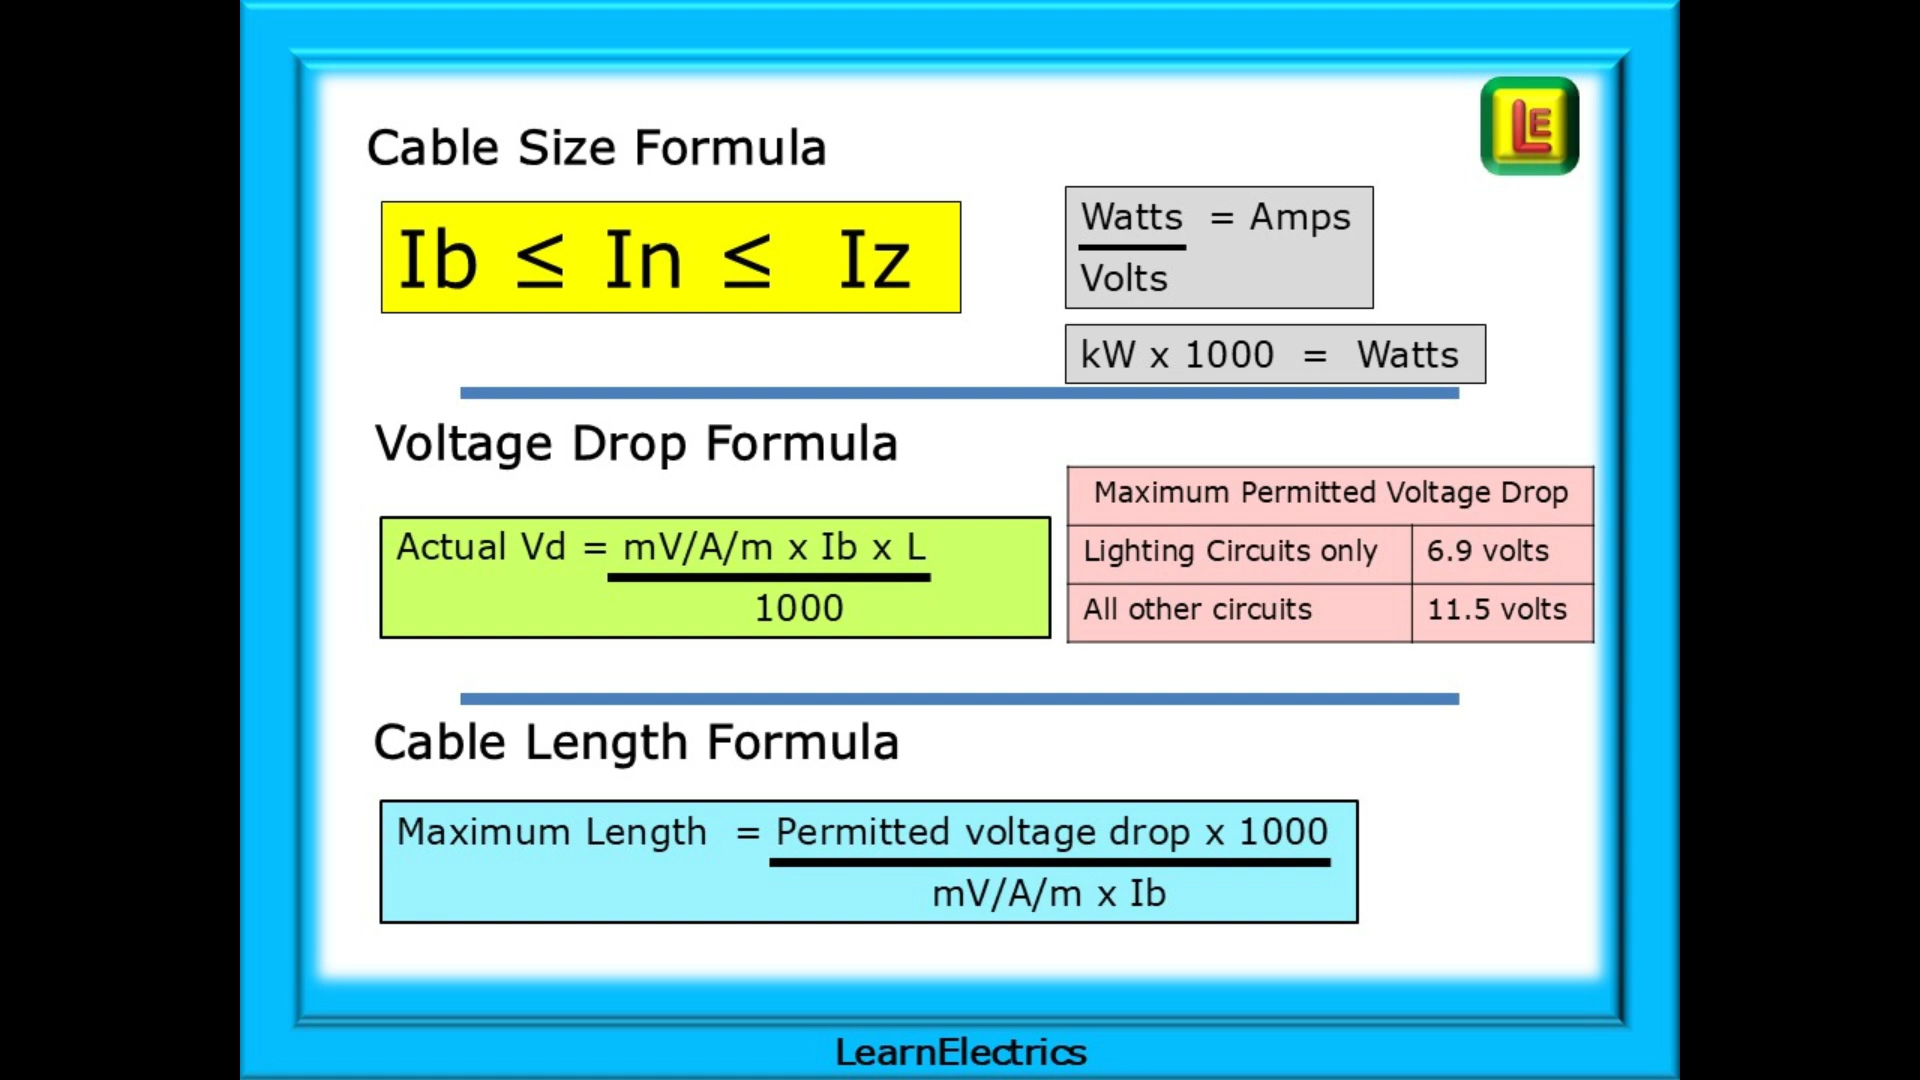 Cable Size Formula
LE
Ib ≤ In ≤ Iz
Watts = Amps
Volts
kW x 1000 = Watts
Voltage Drop Formula
Actual Vd = mV/A/m x Ib x L
1000
Maximum Permitted Voltage Drop
Lighting Circuits only 6.9 volts
All other circuits 11.5 volts
Cable Length Formula
Maximum Length = Permitted voltage drop x 1000
mV/A/m x Ib
LearnElectrics